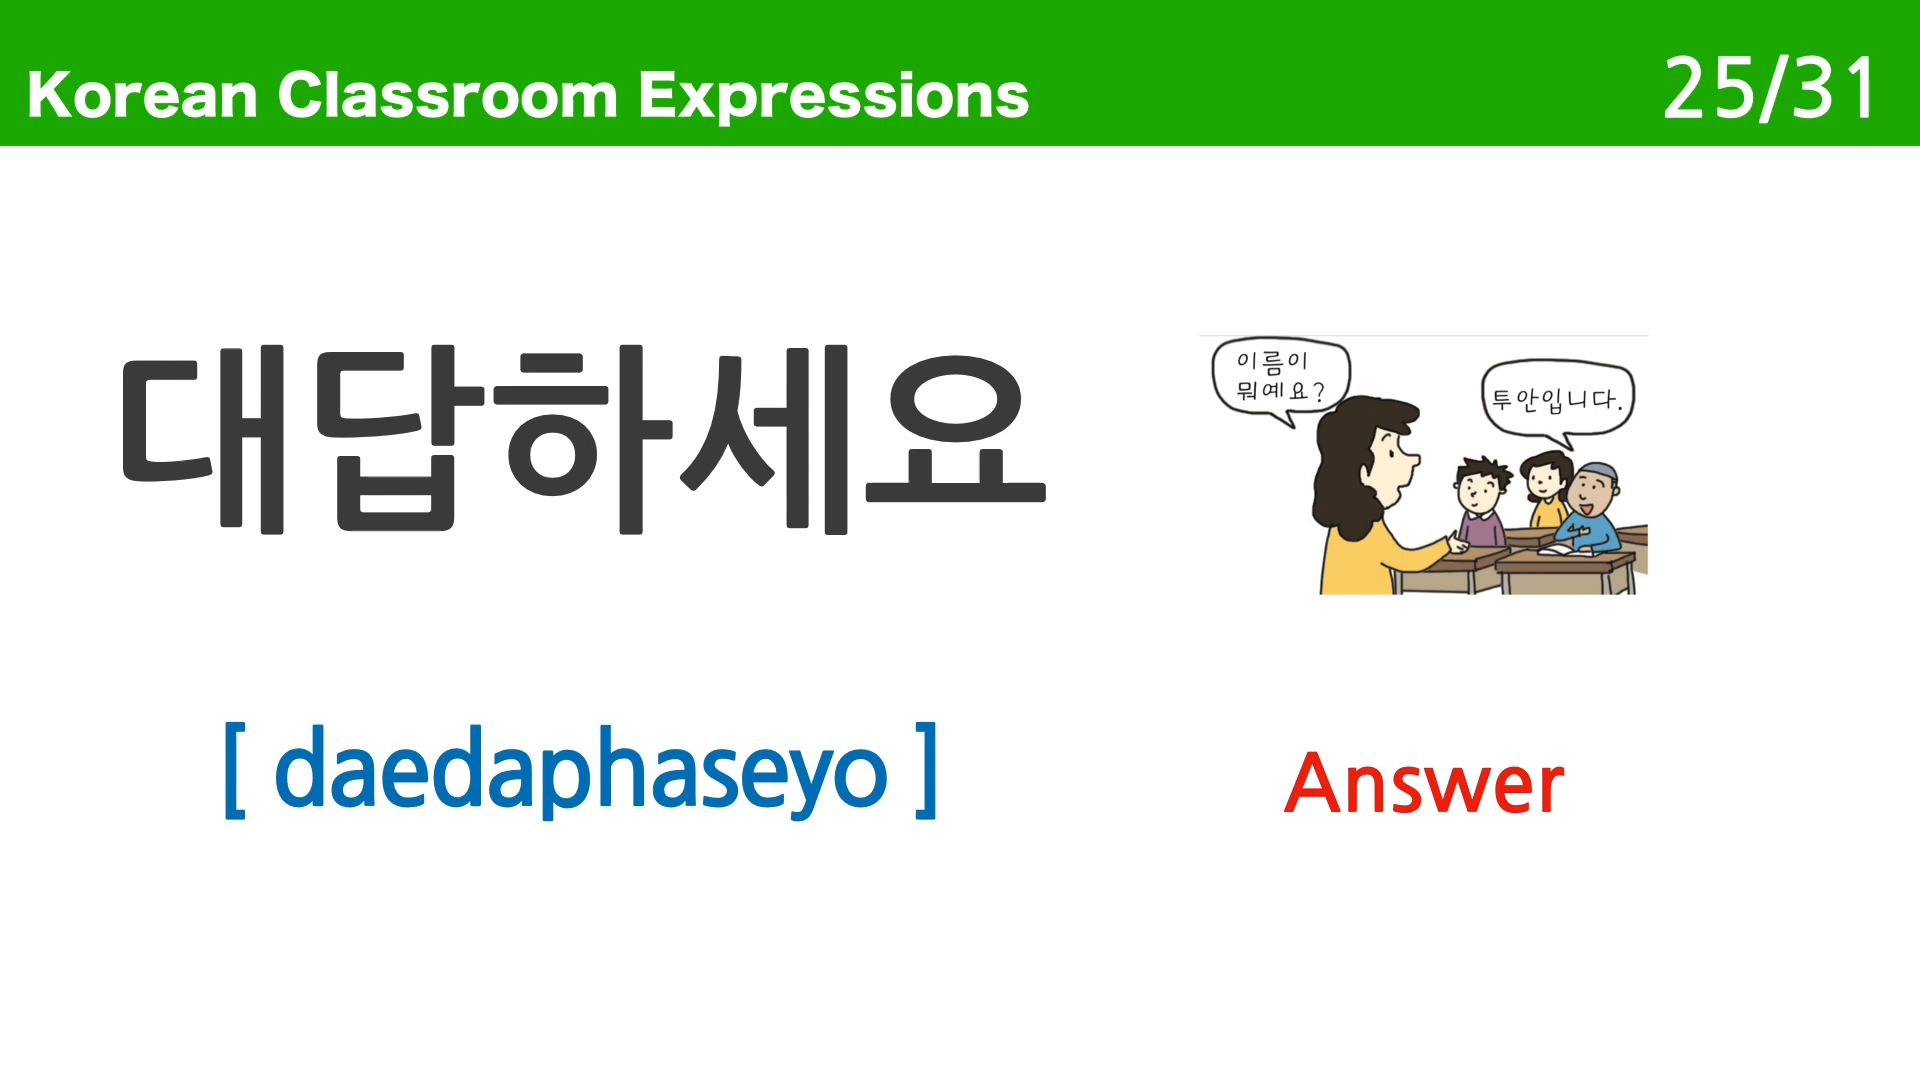 Korean Classroom Expressions
25/31
대답하세요
이름이
뭐예요?
투안입니다.
[ daedaphaseyo ]
Answer